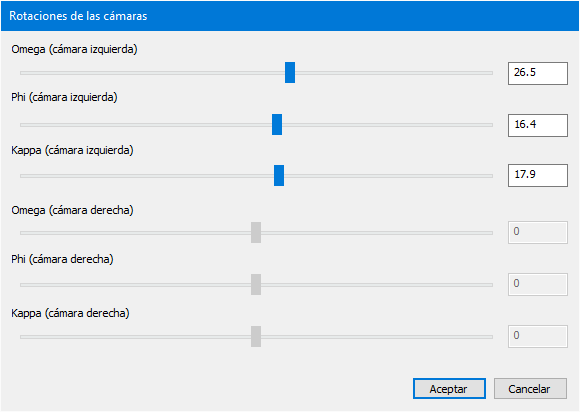 Rotaciones de las cámaras
Omega (cámara izquierda)
26.5
Phi (cámara izquierda)
16.4
Kappa (cámara izquierda)
17.9
Omega (cámara derecha)
0
Phi (cámara derecha)
0
Kappa (cámara derecha)
0
Aceptar Cancelar